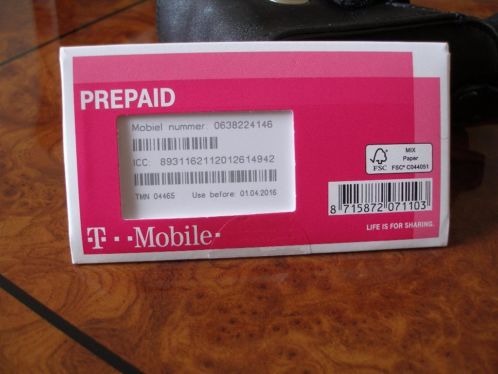 PREPAID
Mobiel nummer: 0638224146
ICC: 8931162112012614942
TMN 04465 Use before: 01.04.2016
MIX
Paper
FSC
FSC® C044051
8 715872 071103
LIFE IS FOR SHARING.
T··Mobile·